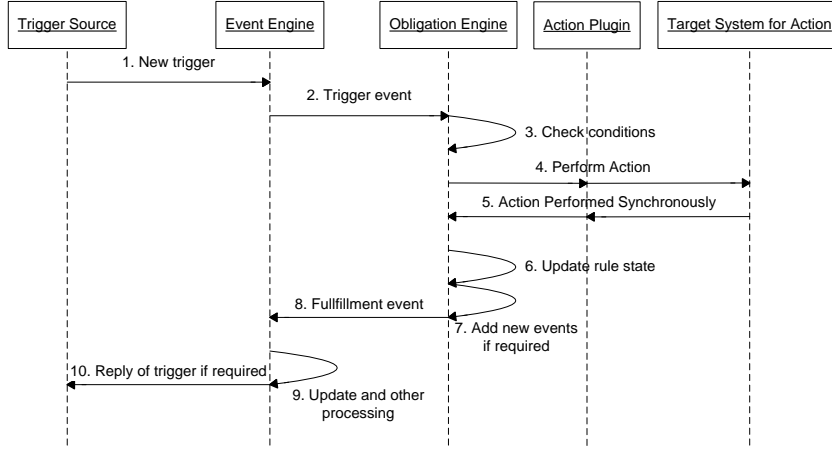 Trigger Source
Event Engine
Obligation Engine
Action Plugin
Target System for Action
1. New trigger
2. Trigger event
3. Check conditions
4. Perform Action
5. Action Performed Synchronously
6. Update rule state
8. Fullfillment event
7. Add new events
if required
10. Reply of trigger if required
9. Update and other
processing